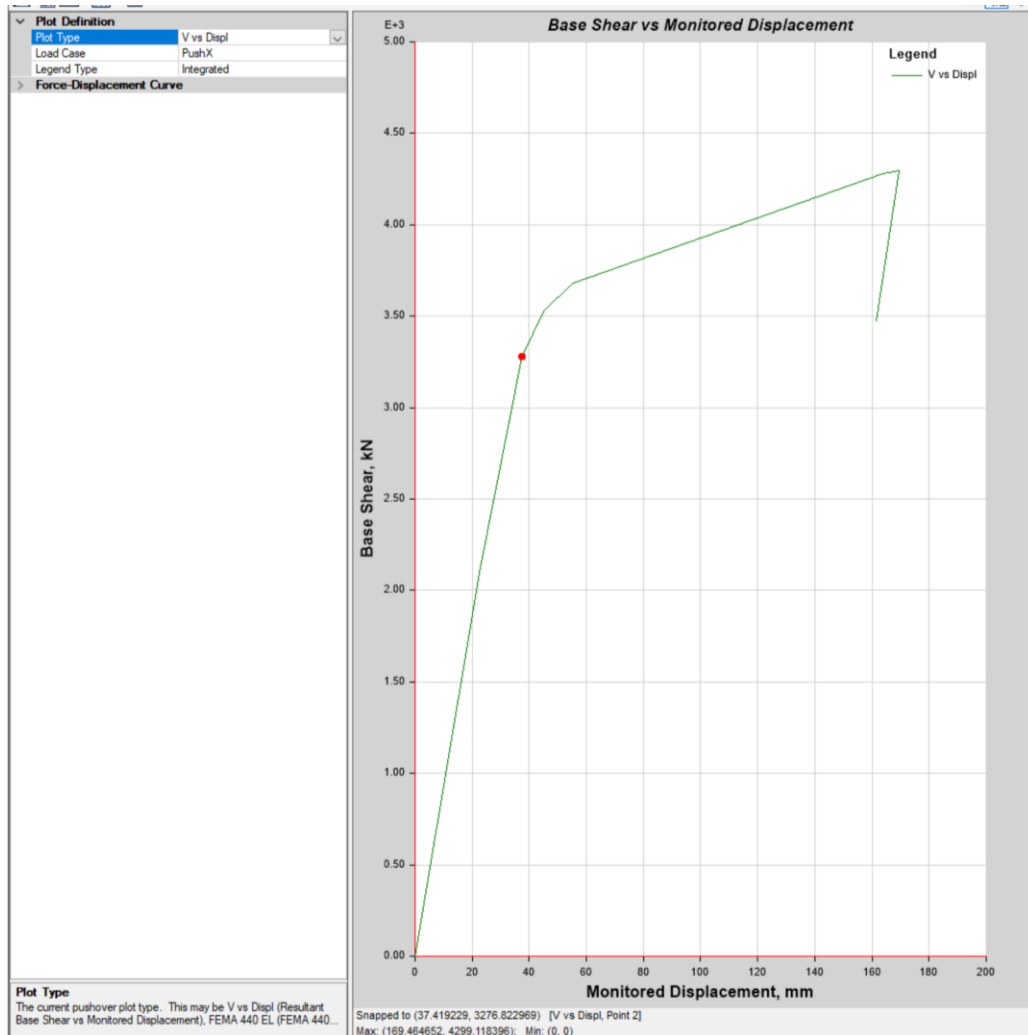 Plot Definition
Plot Type V vs Displ
Load Case PushX
Legend Type Integrated
Force-Displacement Curve
Plot Type
The current pushover plot type. This may be V vs Displ (Resultant
Base Shear vs Monitored Displacement), FEMA 440 EL (FEMA 440...
Base Shear vs Monitored Displacement
E+3
Legend
V vs Displ
5.00
4.50
4.00
3.50
3.00
2.50
2.00
1.50
1.00
0.50
0.00
Base Shear, kN
0 20 40 60 80 100 120 140 160 180 200
Monitored Displacement, mm
Snapped to (37.419229, 3276.822969) [V vs Displ, Point 2]
Max: (169.464652, 4299.118396); Min: (0, 0)